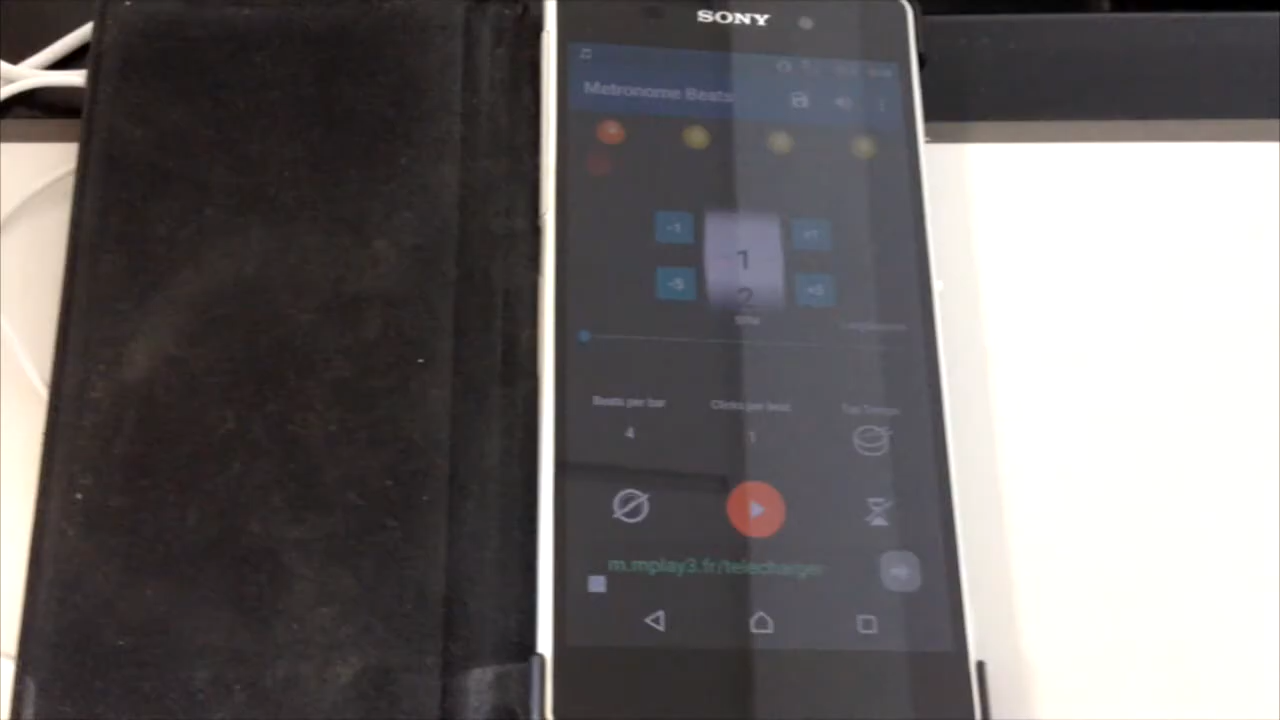 SONY
Metronome Beats
-1
+1
1
-5
+5
2
BPM
Beats per bar
Clicks per beat
Tap Tempo
4
1
m.mplay3.fr/telecharger